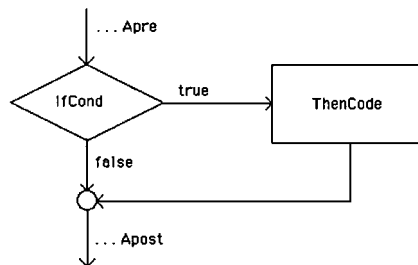 ... Apre
IfCond
true
ThenCode
false
... Apost